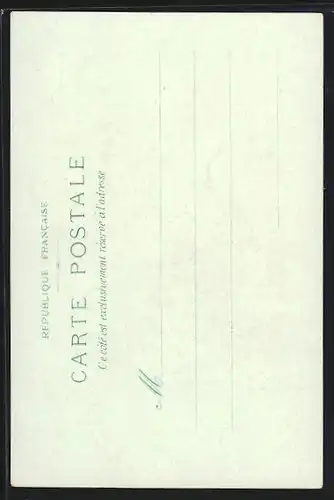 RÉPUBLIQUE FRANÇAISE
CARTE POSTALE
Ce côté est exclusivement réservé à l'adresse
M